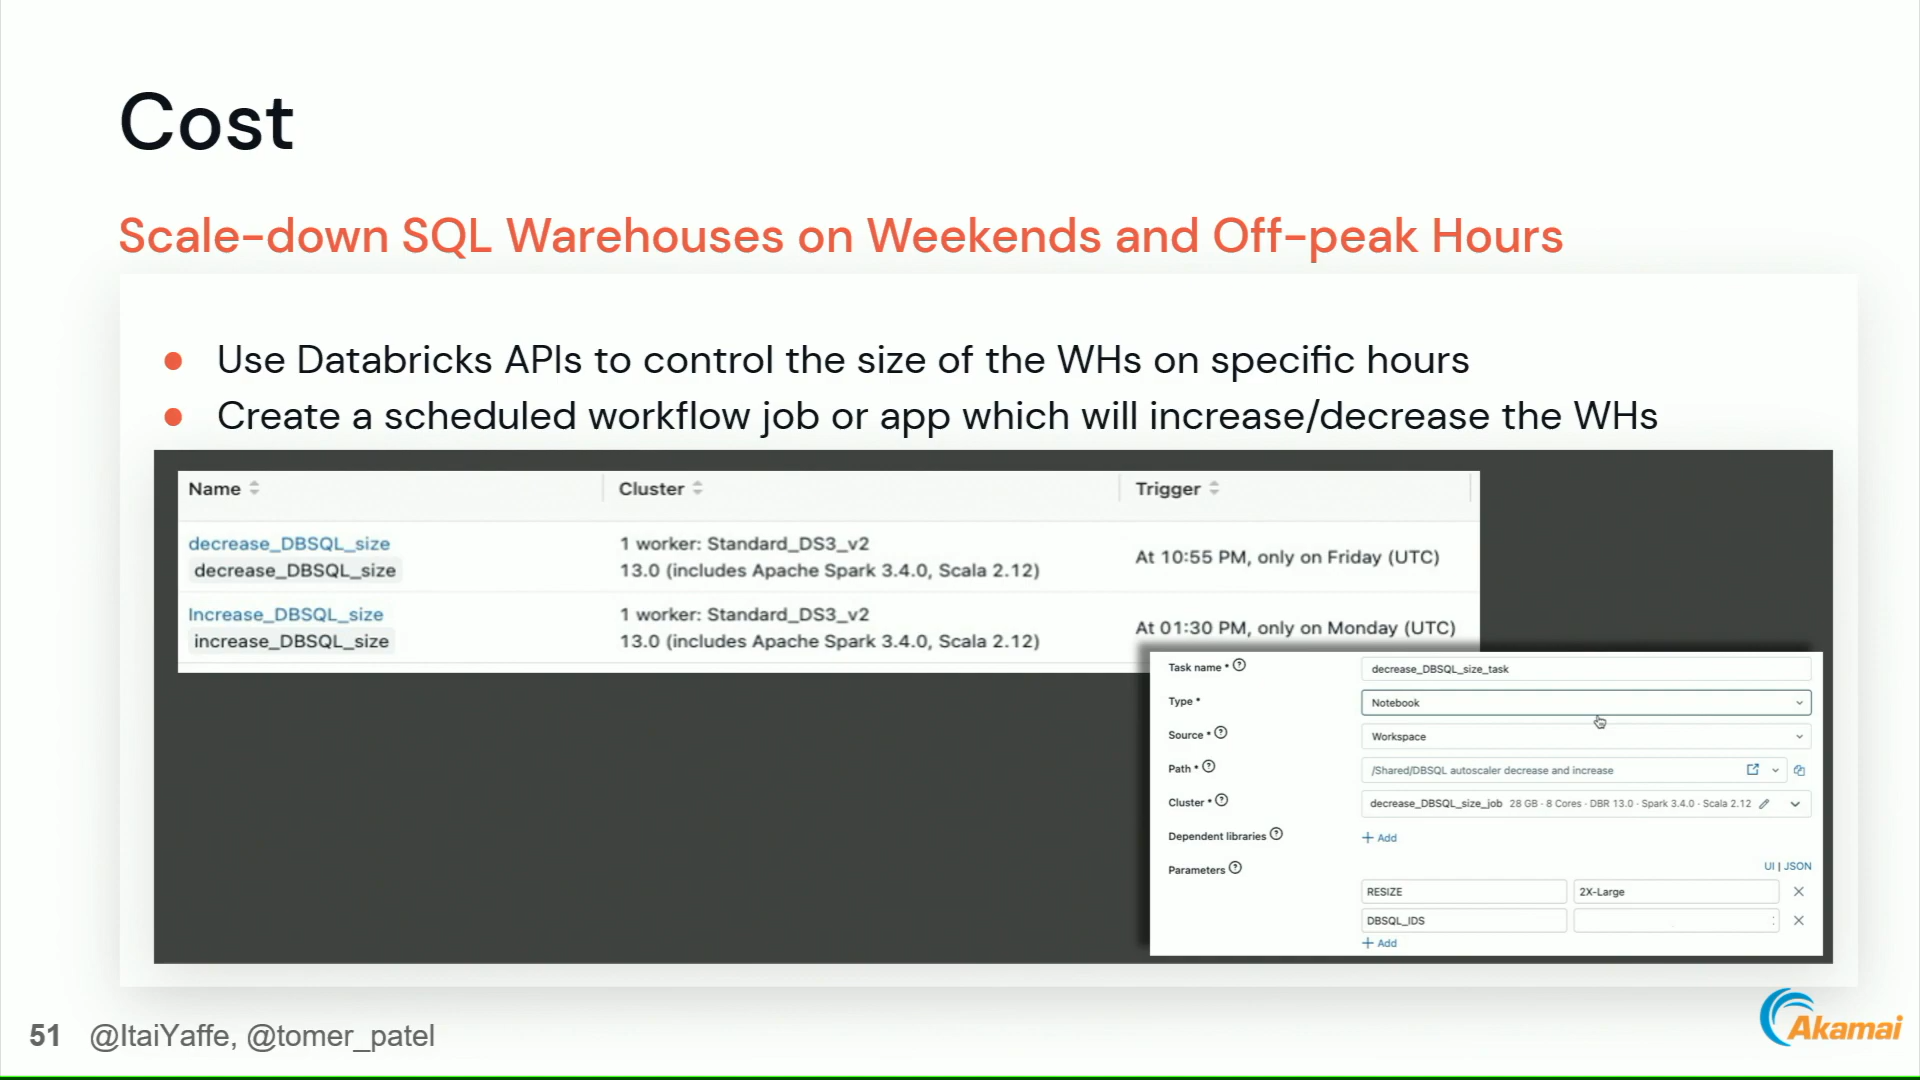 Cost
Scale-down SQL Warehouses on Weekends and Off-peak Hours
Use Databricks APIs to control the size of the WHs on specific hours
Create a scheduled workflow job or app which will increase/decrease the WHs
Name Cluster Trigger
decrease_DBSQL_size 1 worker: Standard_DS3_v2
decrease_DBSQL_size 13.0 (includes Apache Spark 3.4.0, Scala 2.12) At 10:55 PM, only on Friday (UTC)
Increase_DBSQL_size 1 worker: Standard_DS3_v2
increase_DBSQL_size 13.0 (includes Apache Spark 3.4.0, Scala 2.12) At 01:30 PM, only on Monday (UTC)
Task name * decrease_DBSQL_size_task
Type * Notebook
Source * Workspace
Path * /Shared/DBSQL autoscaler decrease and increase
Cluster * decrease_DBSQL_size_job 28 GB · 8 Cores · DBR 13.0 · Spark 3.4.0 · Scala 2.12
Dependent libraries + Add
Parameters UI | JSON
RESIZE 2X-Large
DBSQL_IDS
+ Add
51 @ItaiYaffe, @tomer_patel
Akamai